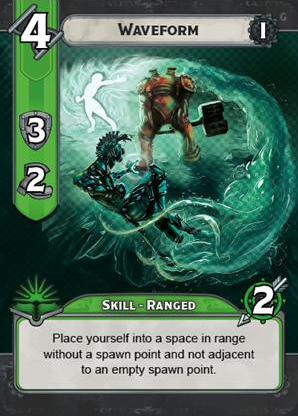 4
WAVEFORM
I
G
3
2
SKILL - RANGED
2
Place yourself into a space in range
without a spawn point and not adjacent
to an empty spawn point.